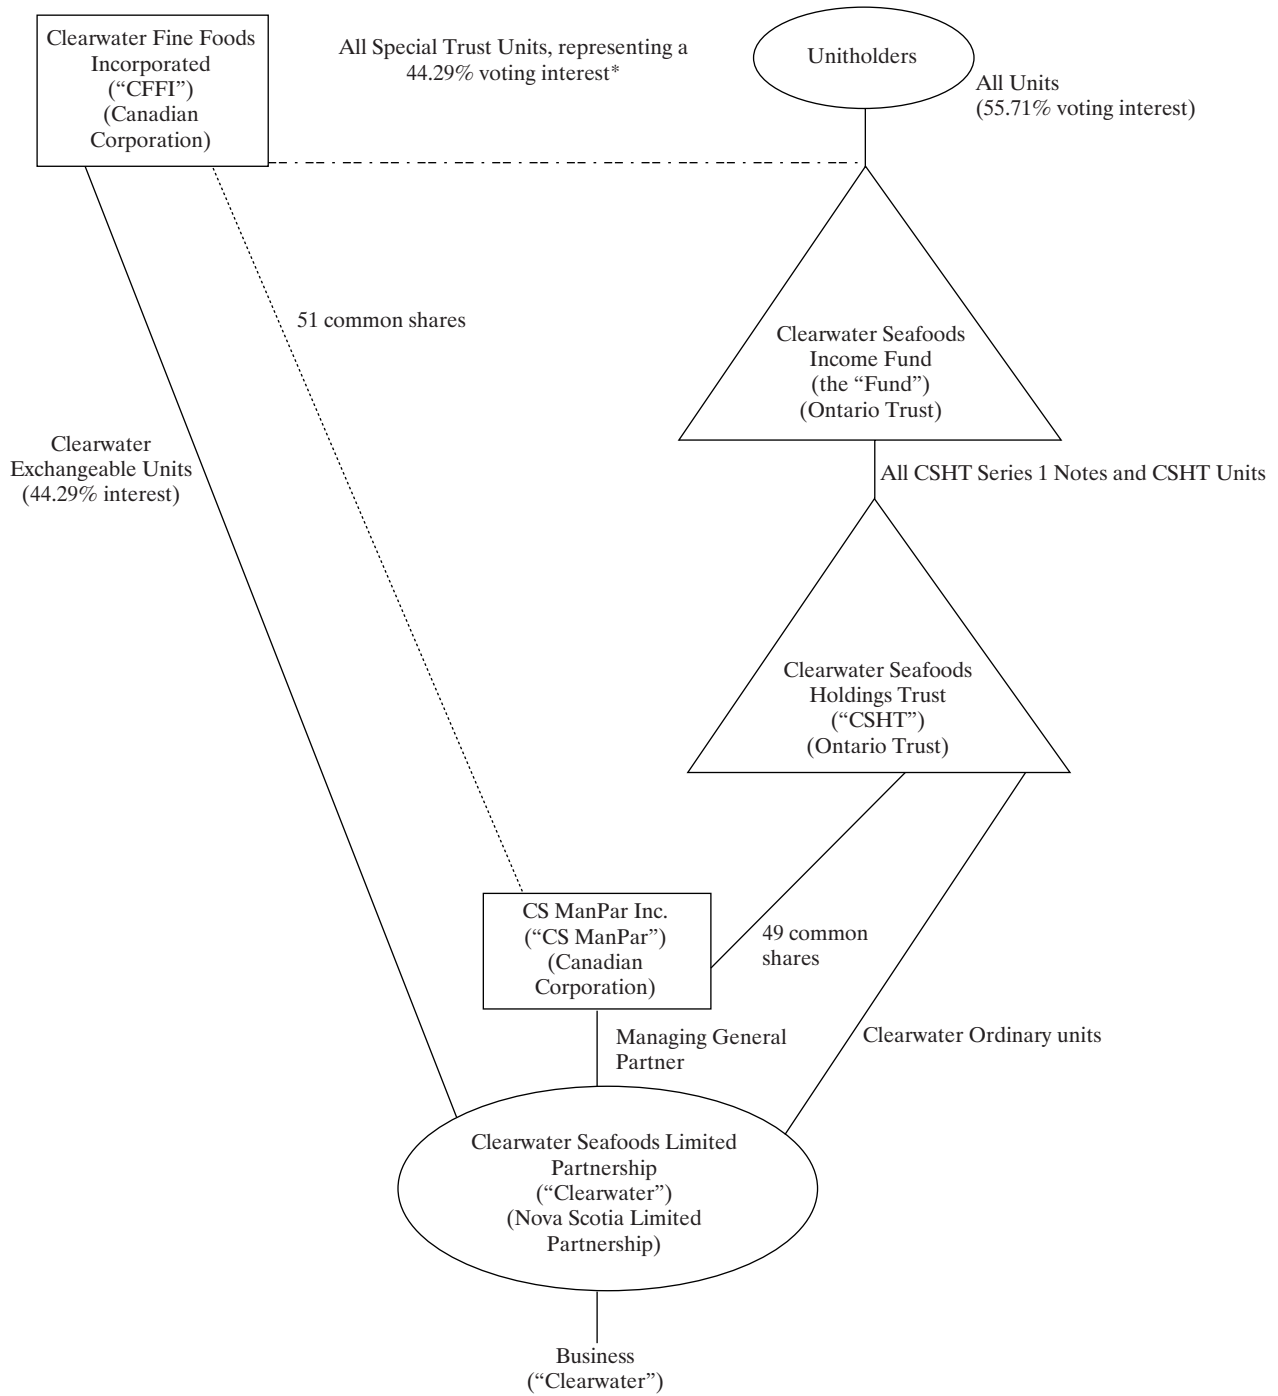 Clearwater Fine Foods
Incorporated
(“CFFI”)
(Canadian
Corporation)
All Special Trust Units, representing a
44.29% voting interest*
Unitholders
All Units
(55.71% voting interest)
51 common shares
Clearwater Seafoods
Income Fund
(the “Fund”)
(Ontario Trust)
Clearwater
Exchangeable Units
(44.29% interest)
All CSHT Series 1 Notes and CSHT Units
Clearwater Seafoods
Holdings Trust
(“CSHT”)
(Ontario Trust)
CS ManPar Inc.
(“CS ManPar”)
(Canadian
Corporation)
49 common
shares
Managing General
Partner
Clearwater Ordinary units
Clearwater Seafoods Limited
Partnership
(“Clearwater”)
(Nova Scotia Limited
Partnership)
Business
(“Clearwater”)